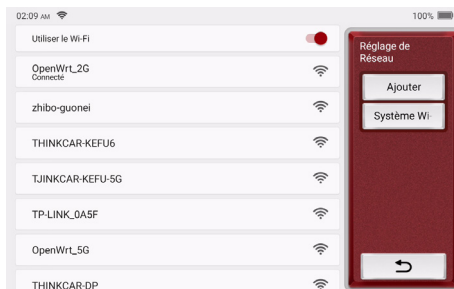 02:09 AM
100%
Utiliser le Wi-Fi
OpenWrt_2G
Connecté
zhibo-guonei
THINKCAR-KEFU6
TJINKCAR-KEFU-5G
TP-LINK_0A5F
OpenWrt_5G
THINKCAR-DP
Réglage de
Réseau
Ajouter
Système Wi-